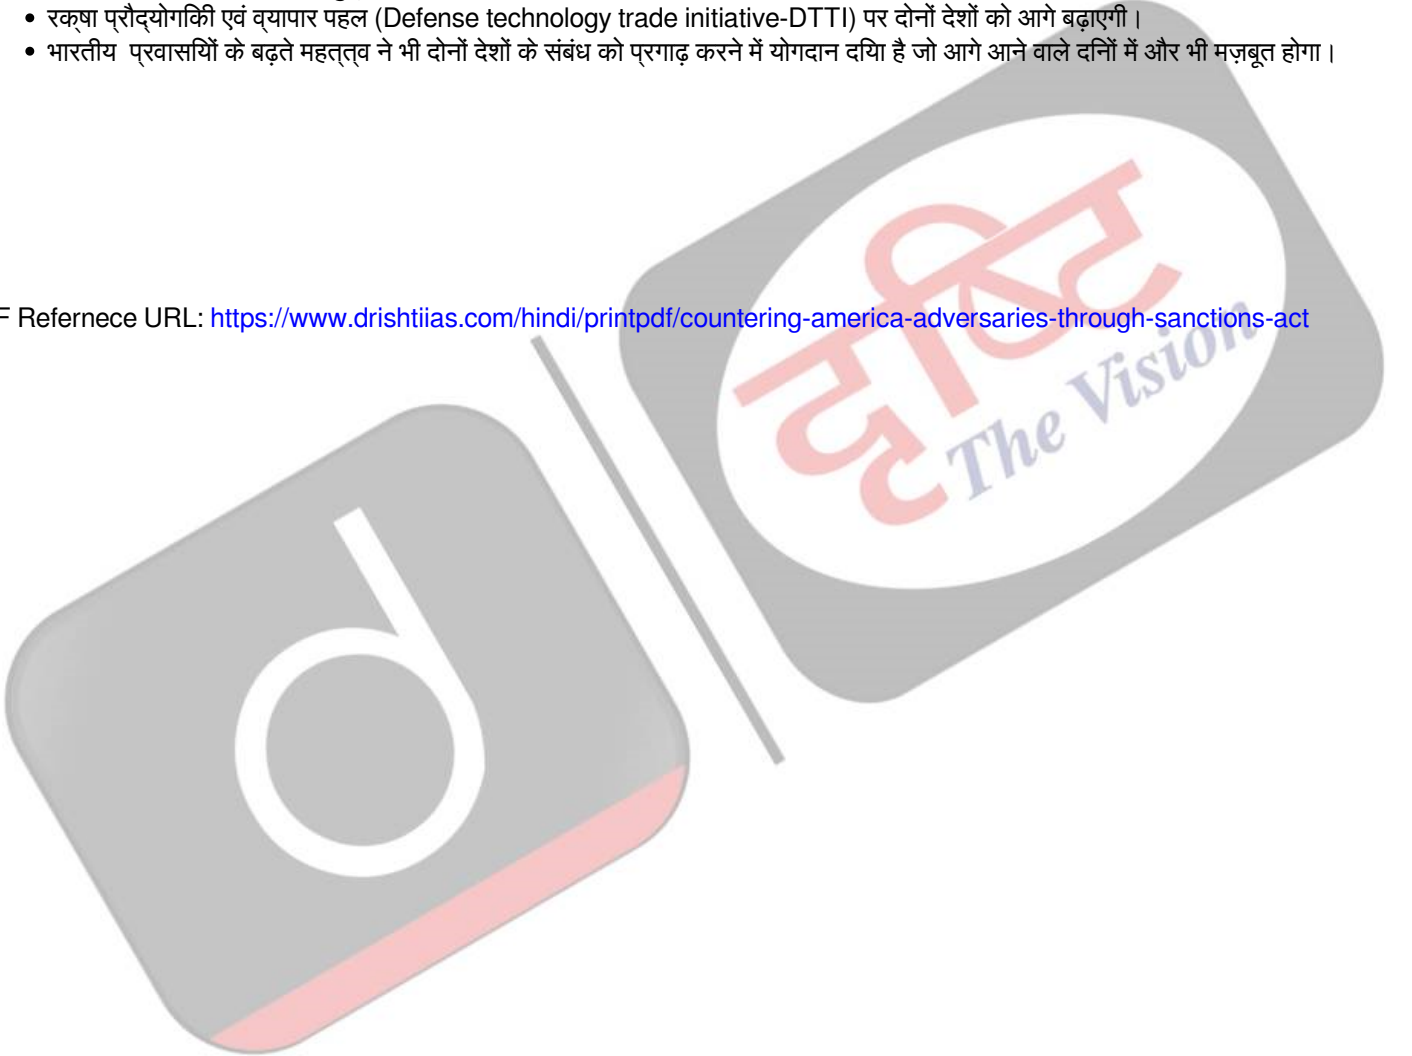 • रक्षा प्रौद्योगिकी एवं व्यापार पहल (Defense technology trade initiative-DTTI) पर दोनों देशों को आगे बढ़ाएगी।
• भारतीय प्रवासियों के बढ़ते महत्तत्व ने भी दोनों देशों के संबंध को प्रगाढ़ करने में योगदान दिया है जो आगे आने वाले दिनों में और भी मज़बूत होगा।
दृष्टि
The Vision
F Refernece URL: https://www.drishtiias.com/hindi/printpdf/countering-america-adversaries-through-sanctions-act
d